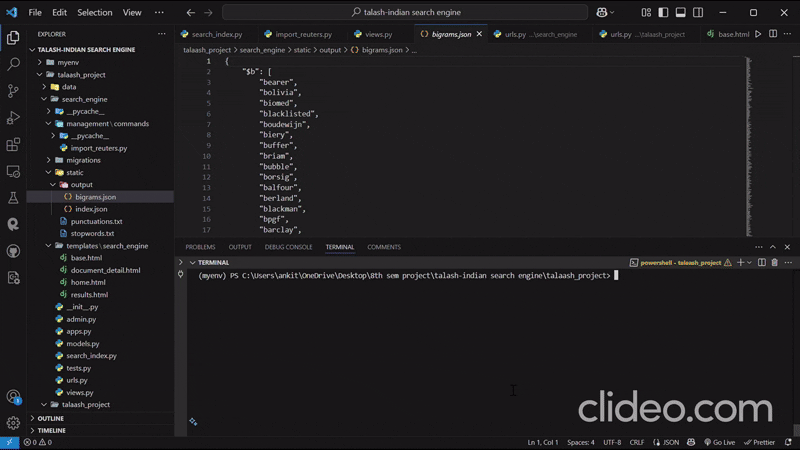 File Edit Selection View ··· talash-indian search engine
EXPLORER ···
TALASH-INDIAN SEARCH ENGINE
myenv
talaash_project
data
search_engine
__pycache__
management \ commands
__pycache__
import_reuters.py
migrations
static
output
bigrams.json
index.json
punctuations.txt
stopwords.txt
templates \ search_engine
base.html
document_detail.html
home.html
results.html
__init__.py
admin.py
apps.py
models.py
search_index.py
tests.py
urls.py
views.py
talaash_project
OUTLINE
TIMELINE
search_index.py import_reuters.py views.py bigrams.json urls.py ...\search_engine urls.py ...\talaash_project base.html
talaash_project > search_engine > static > output > bigrams.json > ...
1 {
2 "$b": [
3 "bearer",
4 "bolivia",
5 "biomed",
6 "blacklisted",
7 "boudewijn",
8 "biery",
9 "buffer",
10 "briam",
11 "bubble",
12 "borsig",
13 "balfour",
14 "berland",
15 "blackman",
16 "bpgf",
17 "barclay",
PROBLEMS OUTPUT DEBUG CONSOLE TERMINAL COMMENTS
TERMINAL powershell - talaash_project
(myenv) PS C:\Users\ankit\OneDrive\Desktop\8th sem project\talash-indian search engine\talaash_project>
clideo.com
0 0 Ln 1, Col 1 Spaces: 4 UTF-8 CRLF {} JSON Go Live Prettier